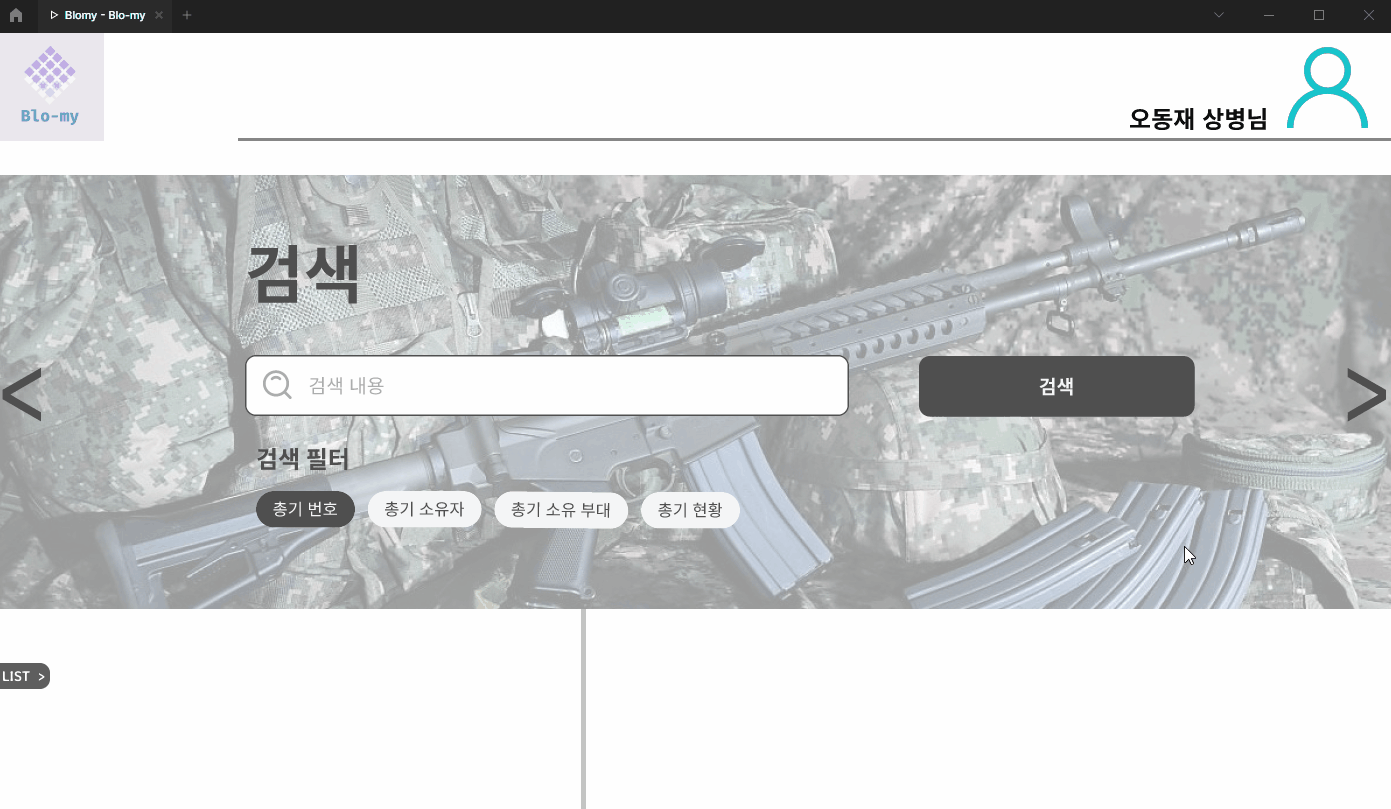 Blomy - Blo-my
Blo-my
오동재 상병님
검색
검색 내용
검색
검색 필터
총기 번호
총기 소유자
총기 소유 부대
총기 현황
LIST >